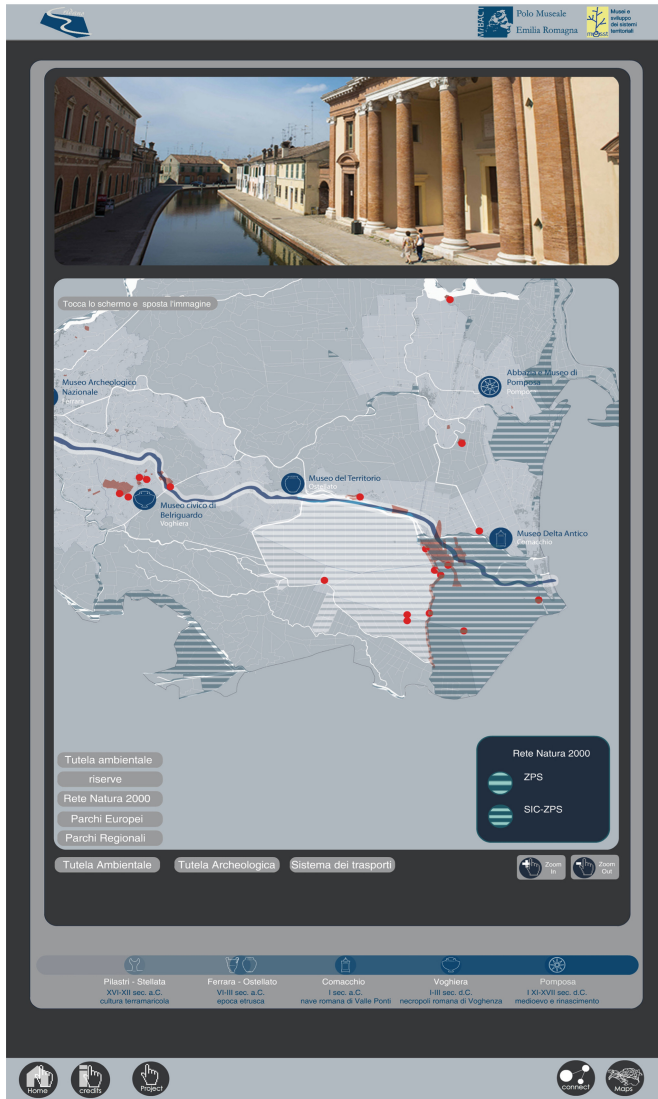 MiBACT
Polo Museale
Emilia Romagna
Musei e
sviluppo
dei sistemi
territoriali
Tocca lo schermo e sposta l'immagine
Museo Archeologico
Nazionale
Ferrara
Abbazia e Museo di
Pomposa
Pomposa
Museo del Territorio
Ostellato
Museo civico di
Belriguardo
Voghiera
Museo Delta Antico
Comacchio
Tutela ambientale
riserve
Rete Natura 2000
Parchi Europei
Parchi Regionali
Rete Natura 2000
ZPS
SIC-ZPS
Tutela Ambientale
Tutela Archeologica
Sistema dei trasporti
Zoom
In
Zoom
Out
Pilastri - Stellata
XVI-XII sec. a.C.
cultura terramaricola
Ferrara - Ostellato
VI-III sec. a.C.
epoca etrusca
Comacchio
I sec. a.C.
nave romana di Valle Ponti
Voghiera
I-III sec. d.C.
necropoli romana di Voghenza
Pomposa
I XI-XVII sec. d.C.
medioevo e rinascimento
Home
credits
Project
connect
Maps